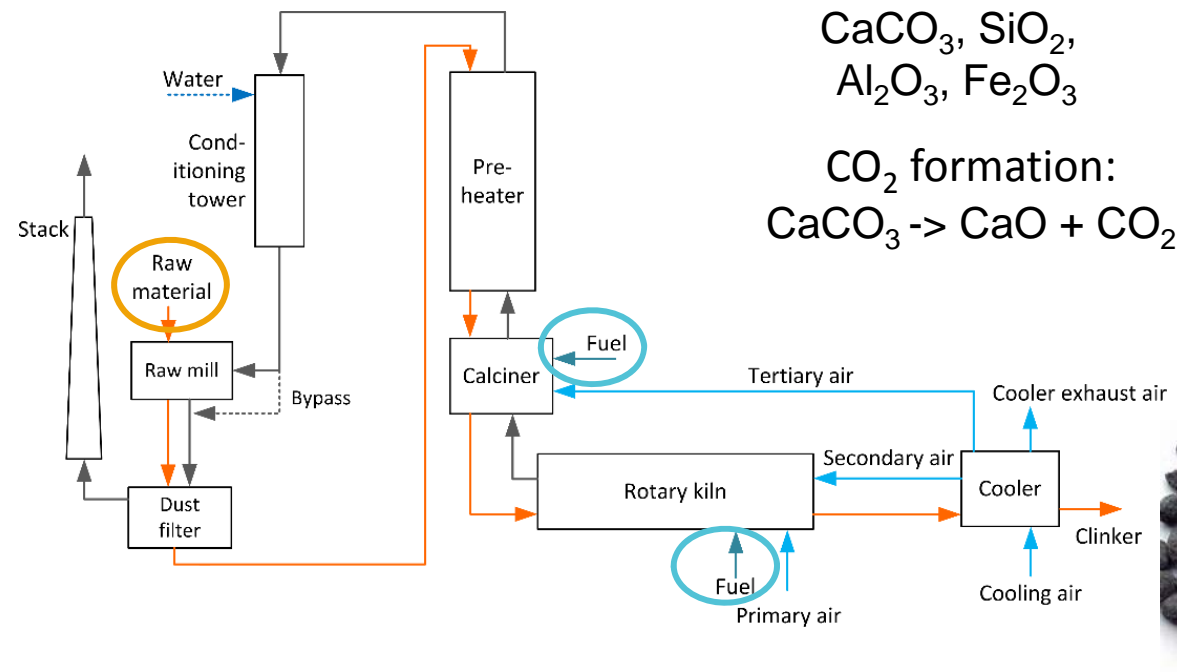 CaCO₃, SiO₂,
Al₂O₃, Fe₂O₃
CO₂ formation:
CaCO₃ -> CaO + CO₂
Water
Cond-
itioning
tower
Pre-
heater
Stack
Raw
material
Raw mill
Bypass
Dust
filter
Calciner
Fuel
Tertiary air
Cooler exhaust air
Secondary air
Rotary kiln
Cooler
Clinker
Fuel
Primary air
Cooling air